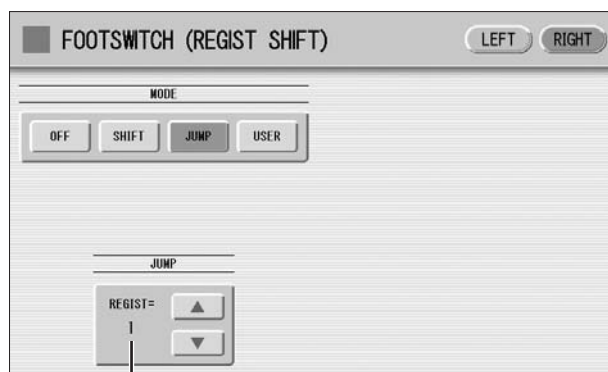 FOOTSWITCH (REGIST SHIFT) LEFT RIGHT
MODE
OFF SHIFT JUMP USER
JUMP
REGIST=
1